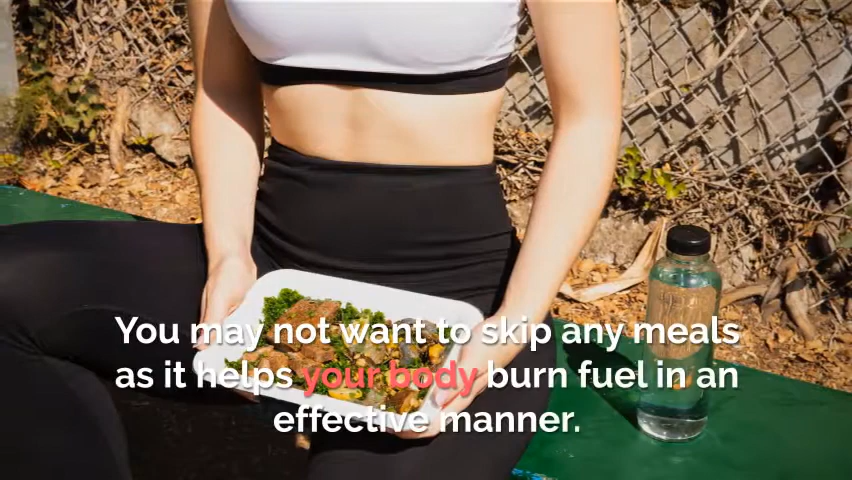 You may not want to skip any meals
as it helps your body burn fuel in an
effective manner.